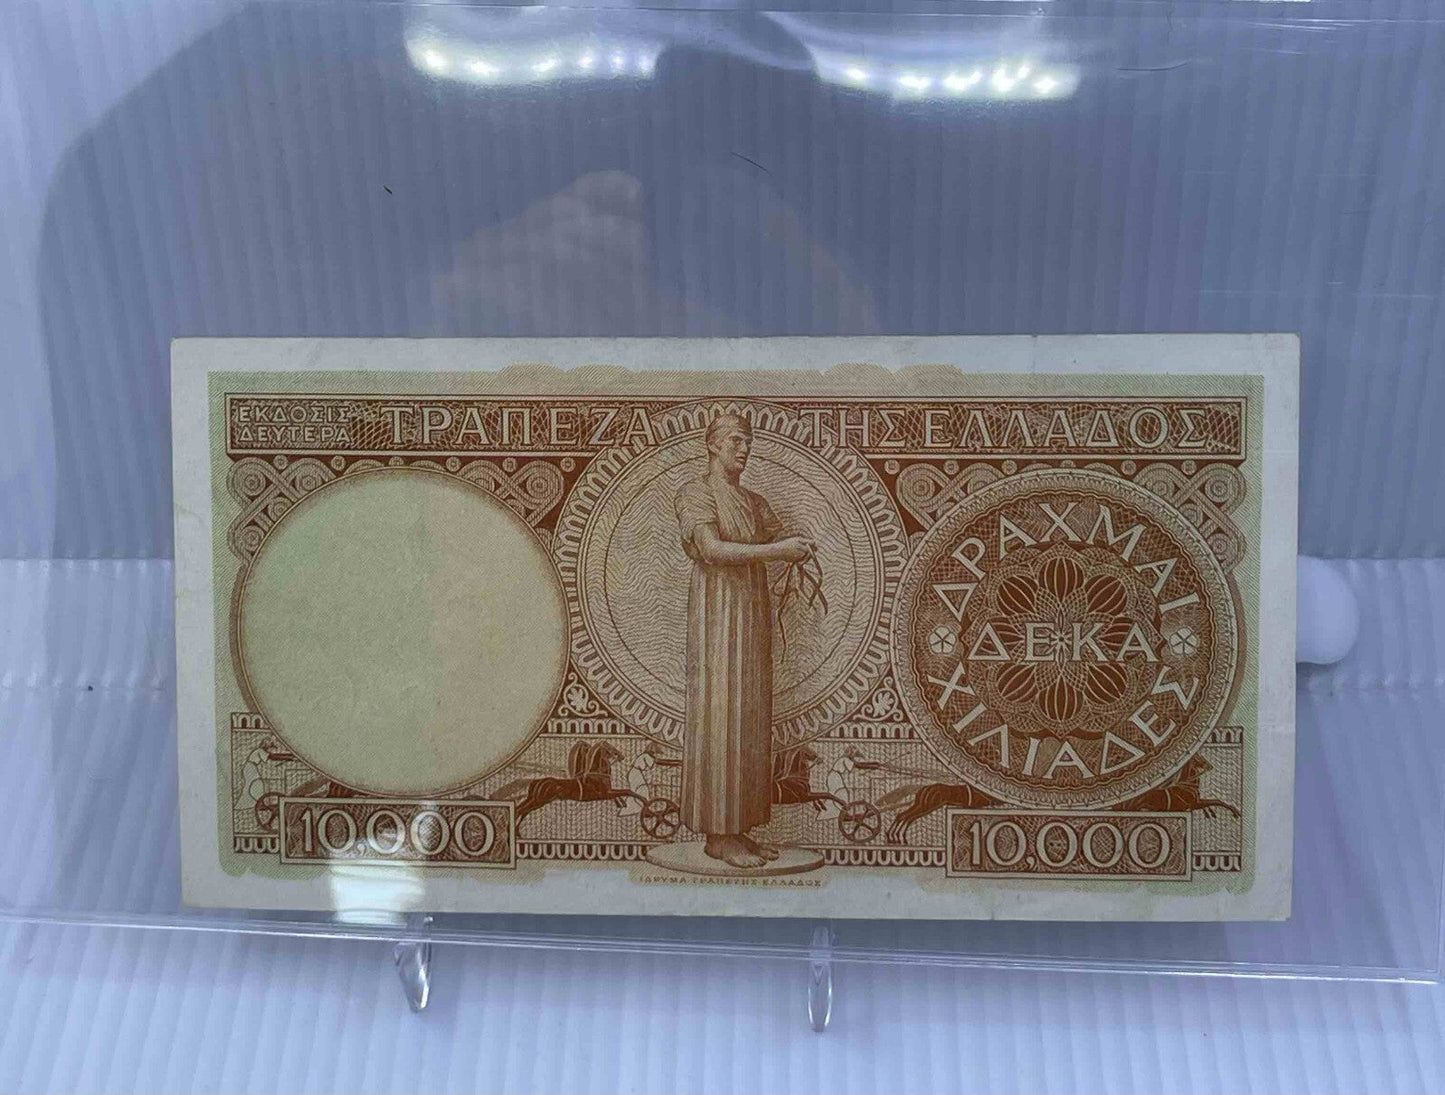 ΕΚΔΟΣΙΣ
ΔΕΥΤΕΡΑ
ΤΡΑΠΕΖΑ ΤΗΣ ΕΛΛΑΔΟΣ
ΔΡΑΧΜΑΙ
ΔΕΚΑ
ΧΙΛΙΑΔΕΣ
10,000
10,000
ΙΔΡΥΜΑ ΤΡΑΠΕΖΗΣ ΕΛΛΑΔΟΣ